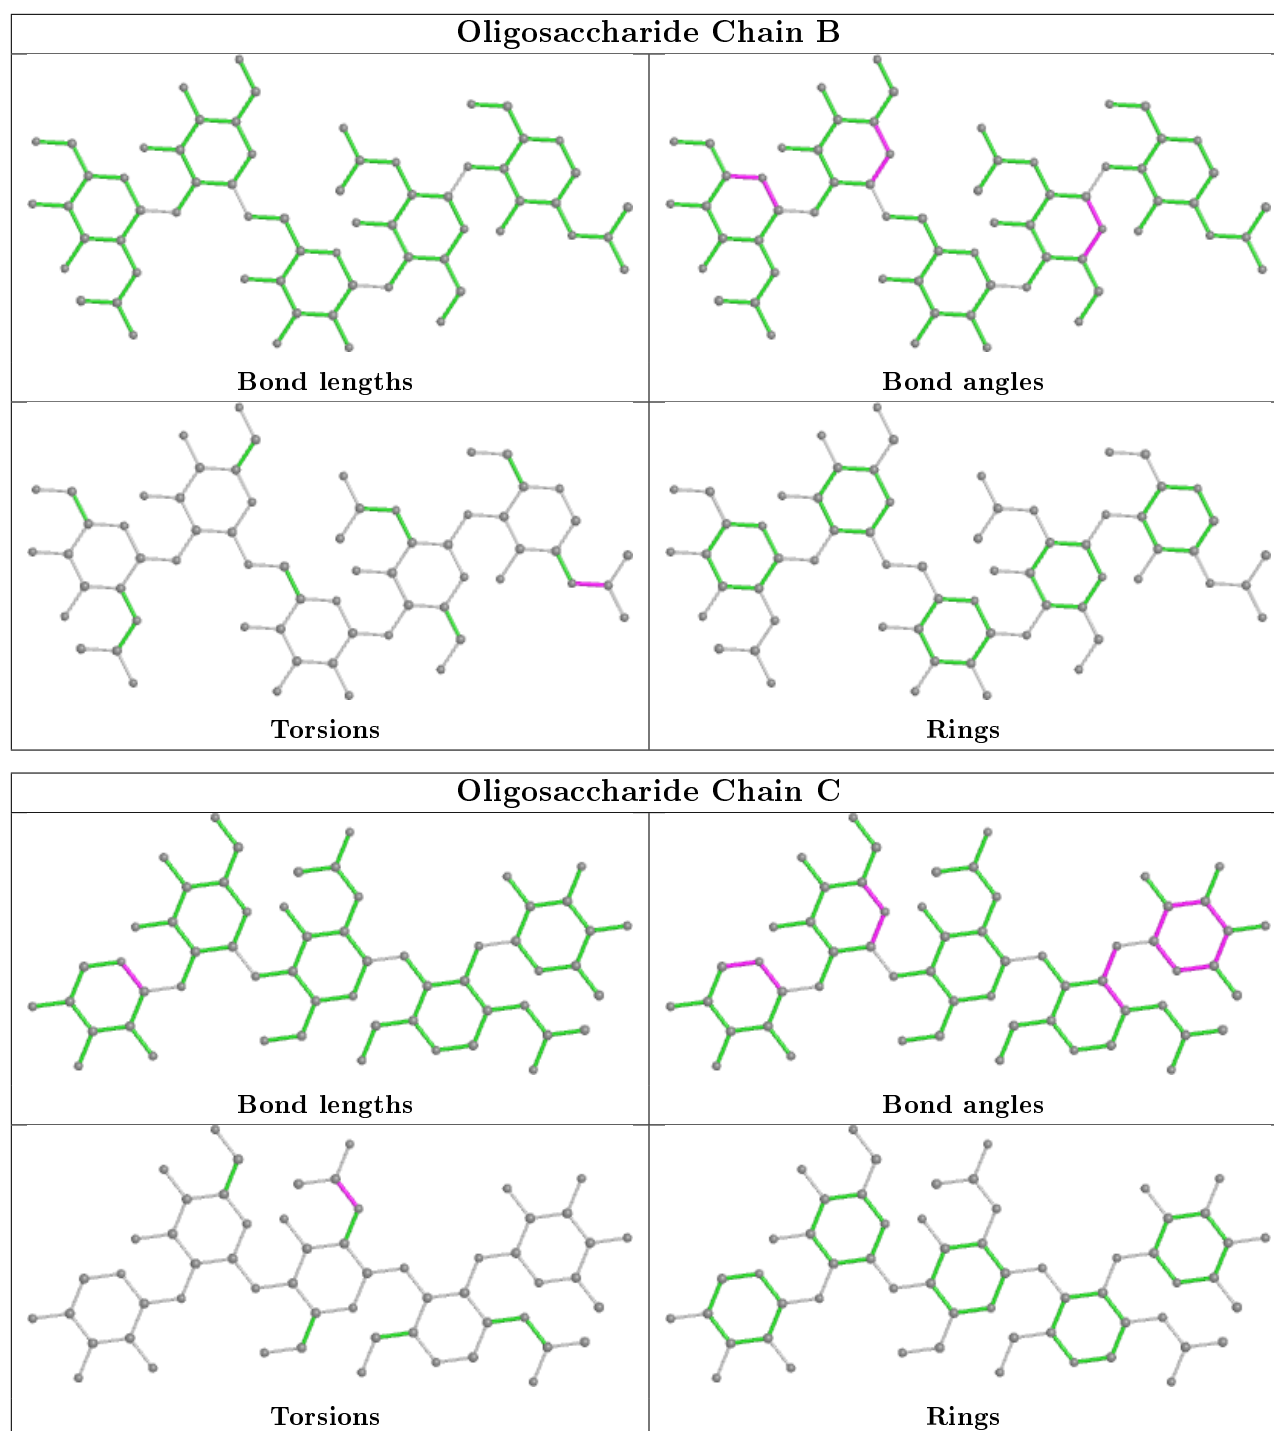 Oligosaccharide Chain B
Bond lengths
Bond angles
Torsions
Rings
Oligosaccharide Chain C
Bond lengths
Bond angles
Torsions
Rings